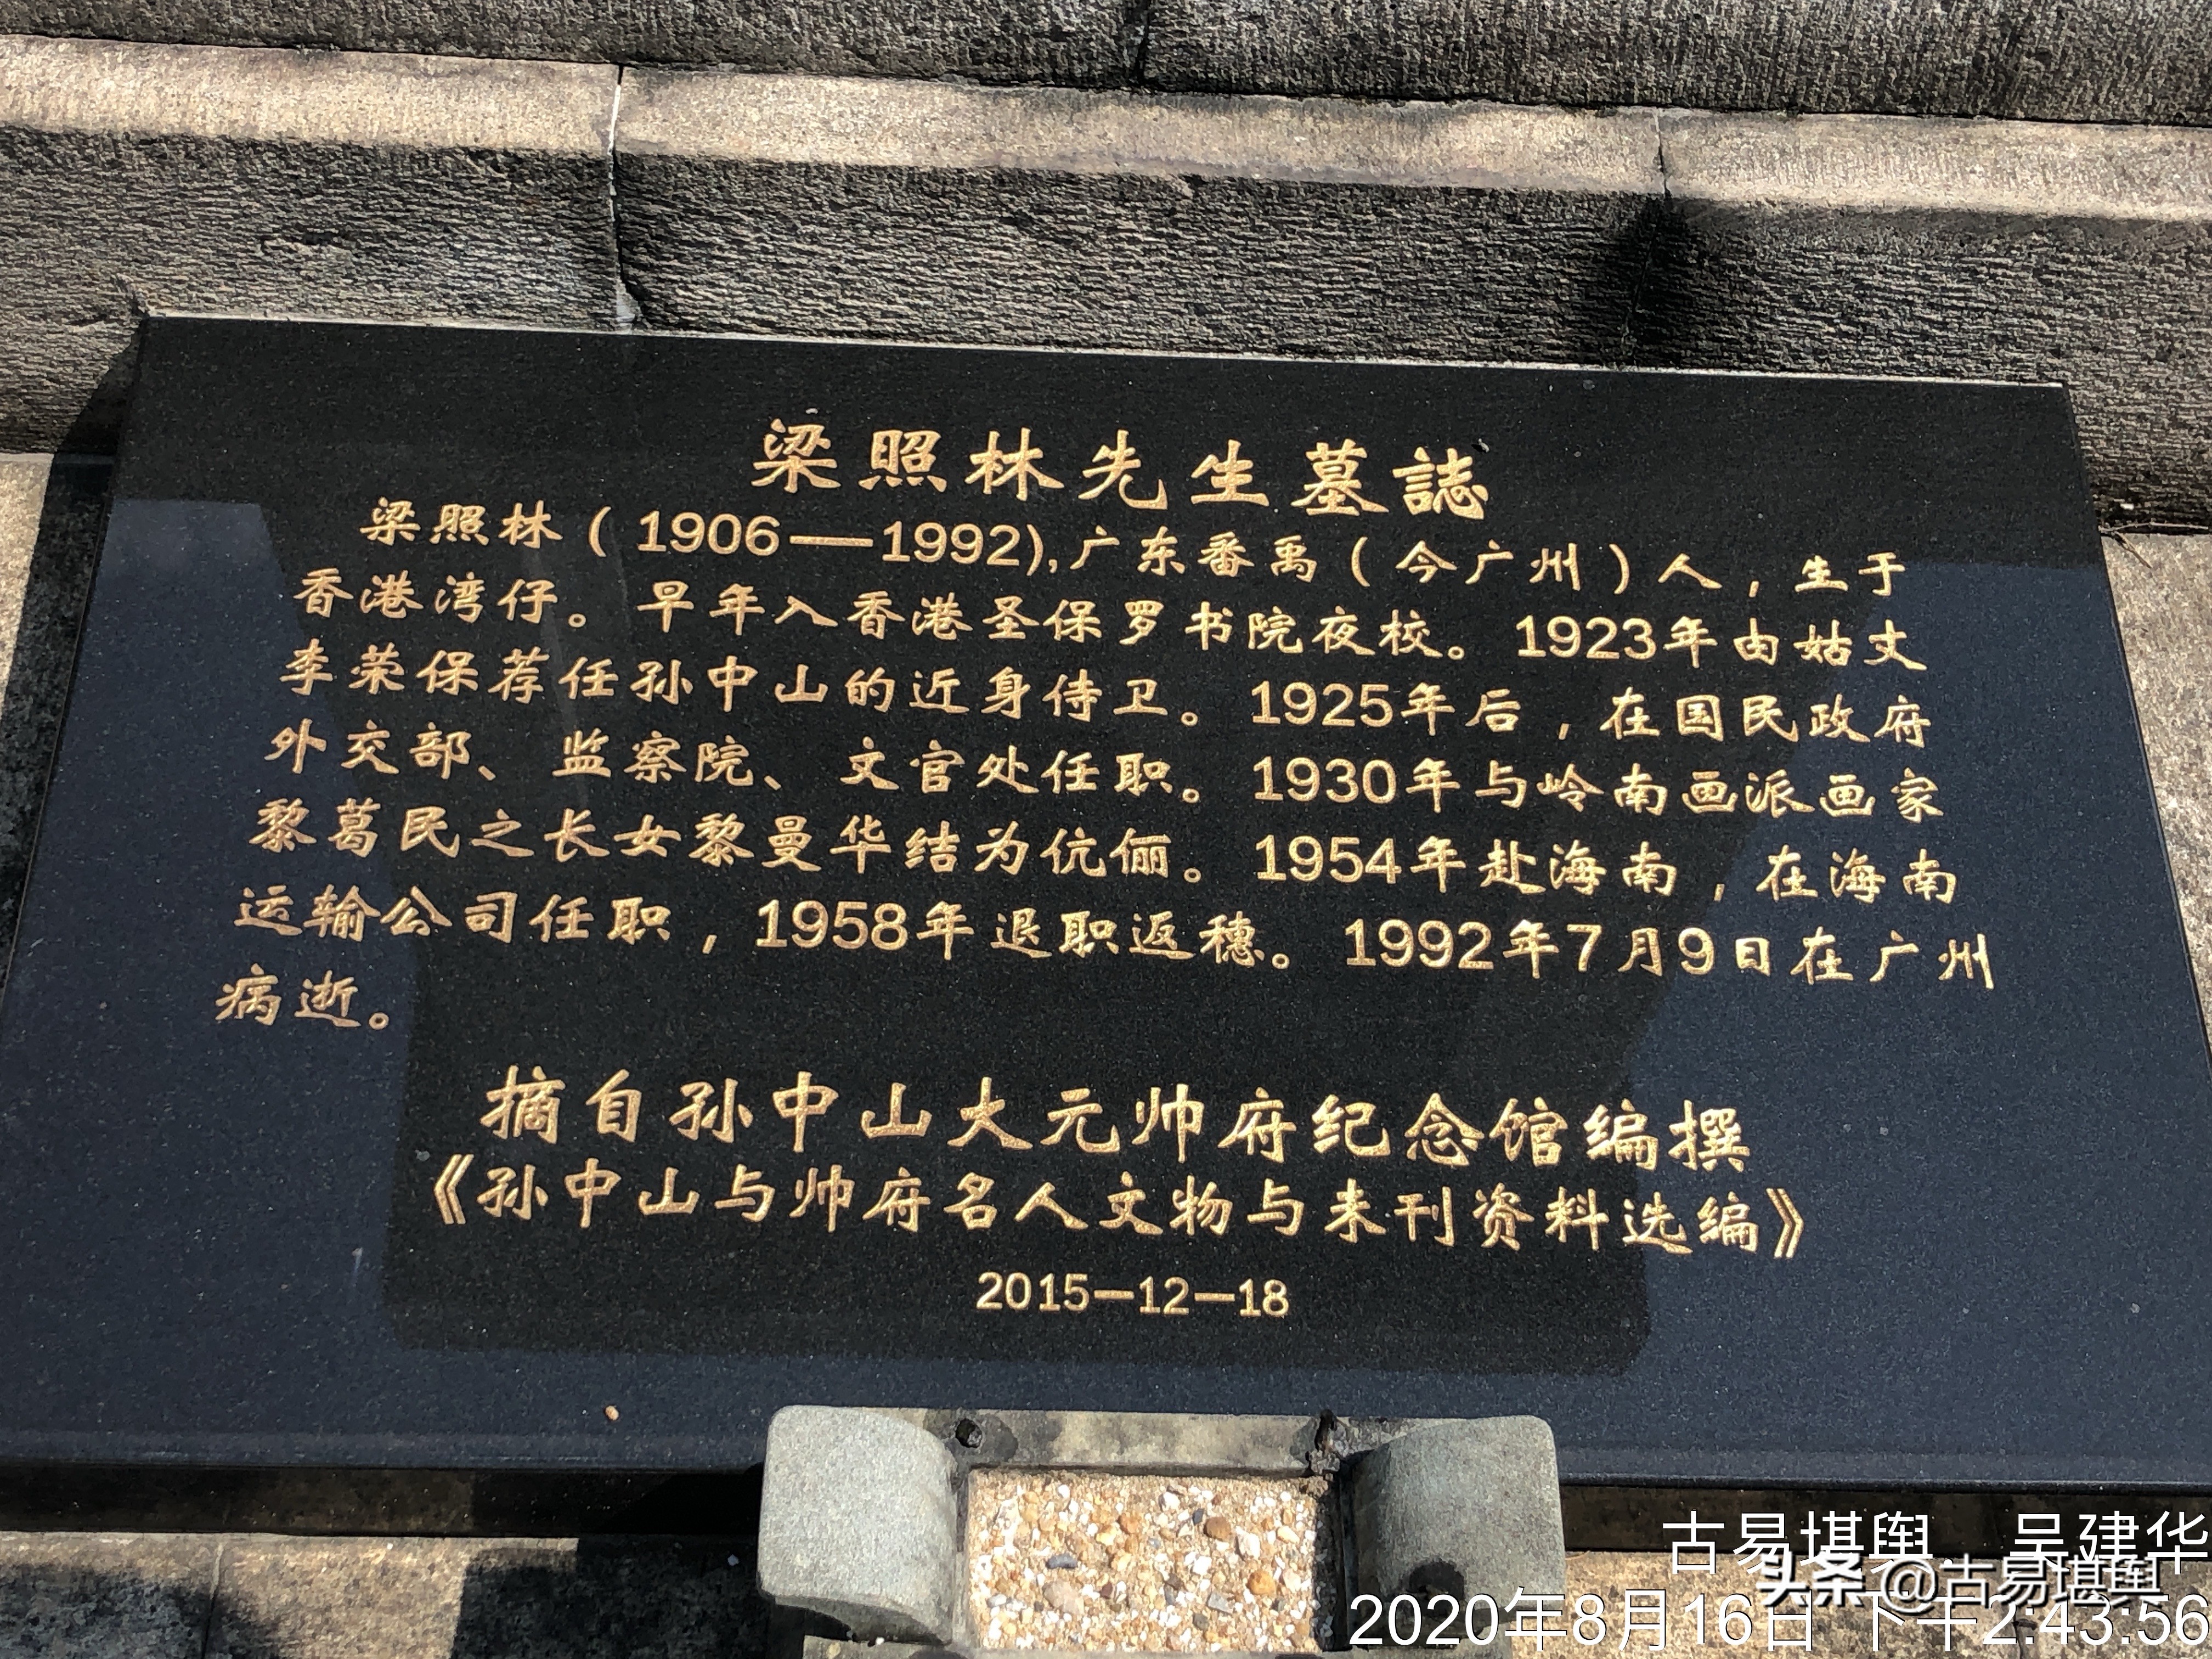 梁照林先生墓誌
梁照林(1906——1992),广东番禹(今广州)人,生于
香港湾仔。早年入香港圣保罗书院夜校。1923年由姑丈
李荣保荐任孙中山的近身侍卫。1925年后,在国民政府
外交部、监察院、文官处任职。1930年与岭南画派画家
黎葛民之长女黎曼华结为伉俪。1954年赴海南,在海南
运输公司任职,1958年退职返穗。1992年7月9日在广州
病逝。
摘自孙中山大元帅府纪念馆编撰
《孙中山与帅府名人文物与未刊资料选编》
2015—12—18
古易堪舆.吴建华
头条@古易堪舆
2020年8月16日 下午2:43:56